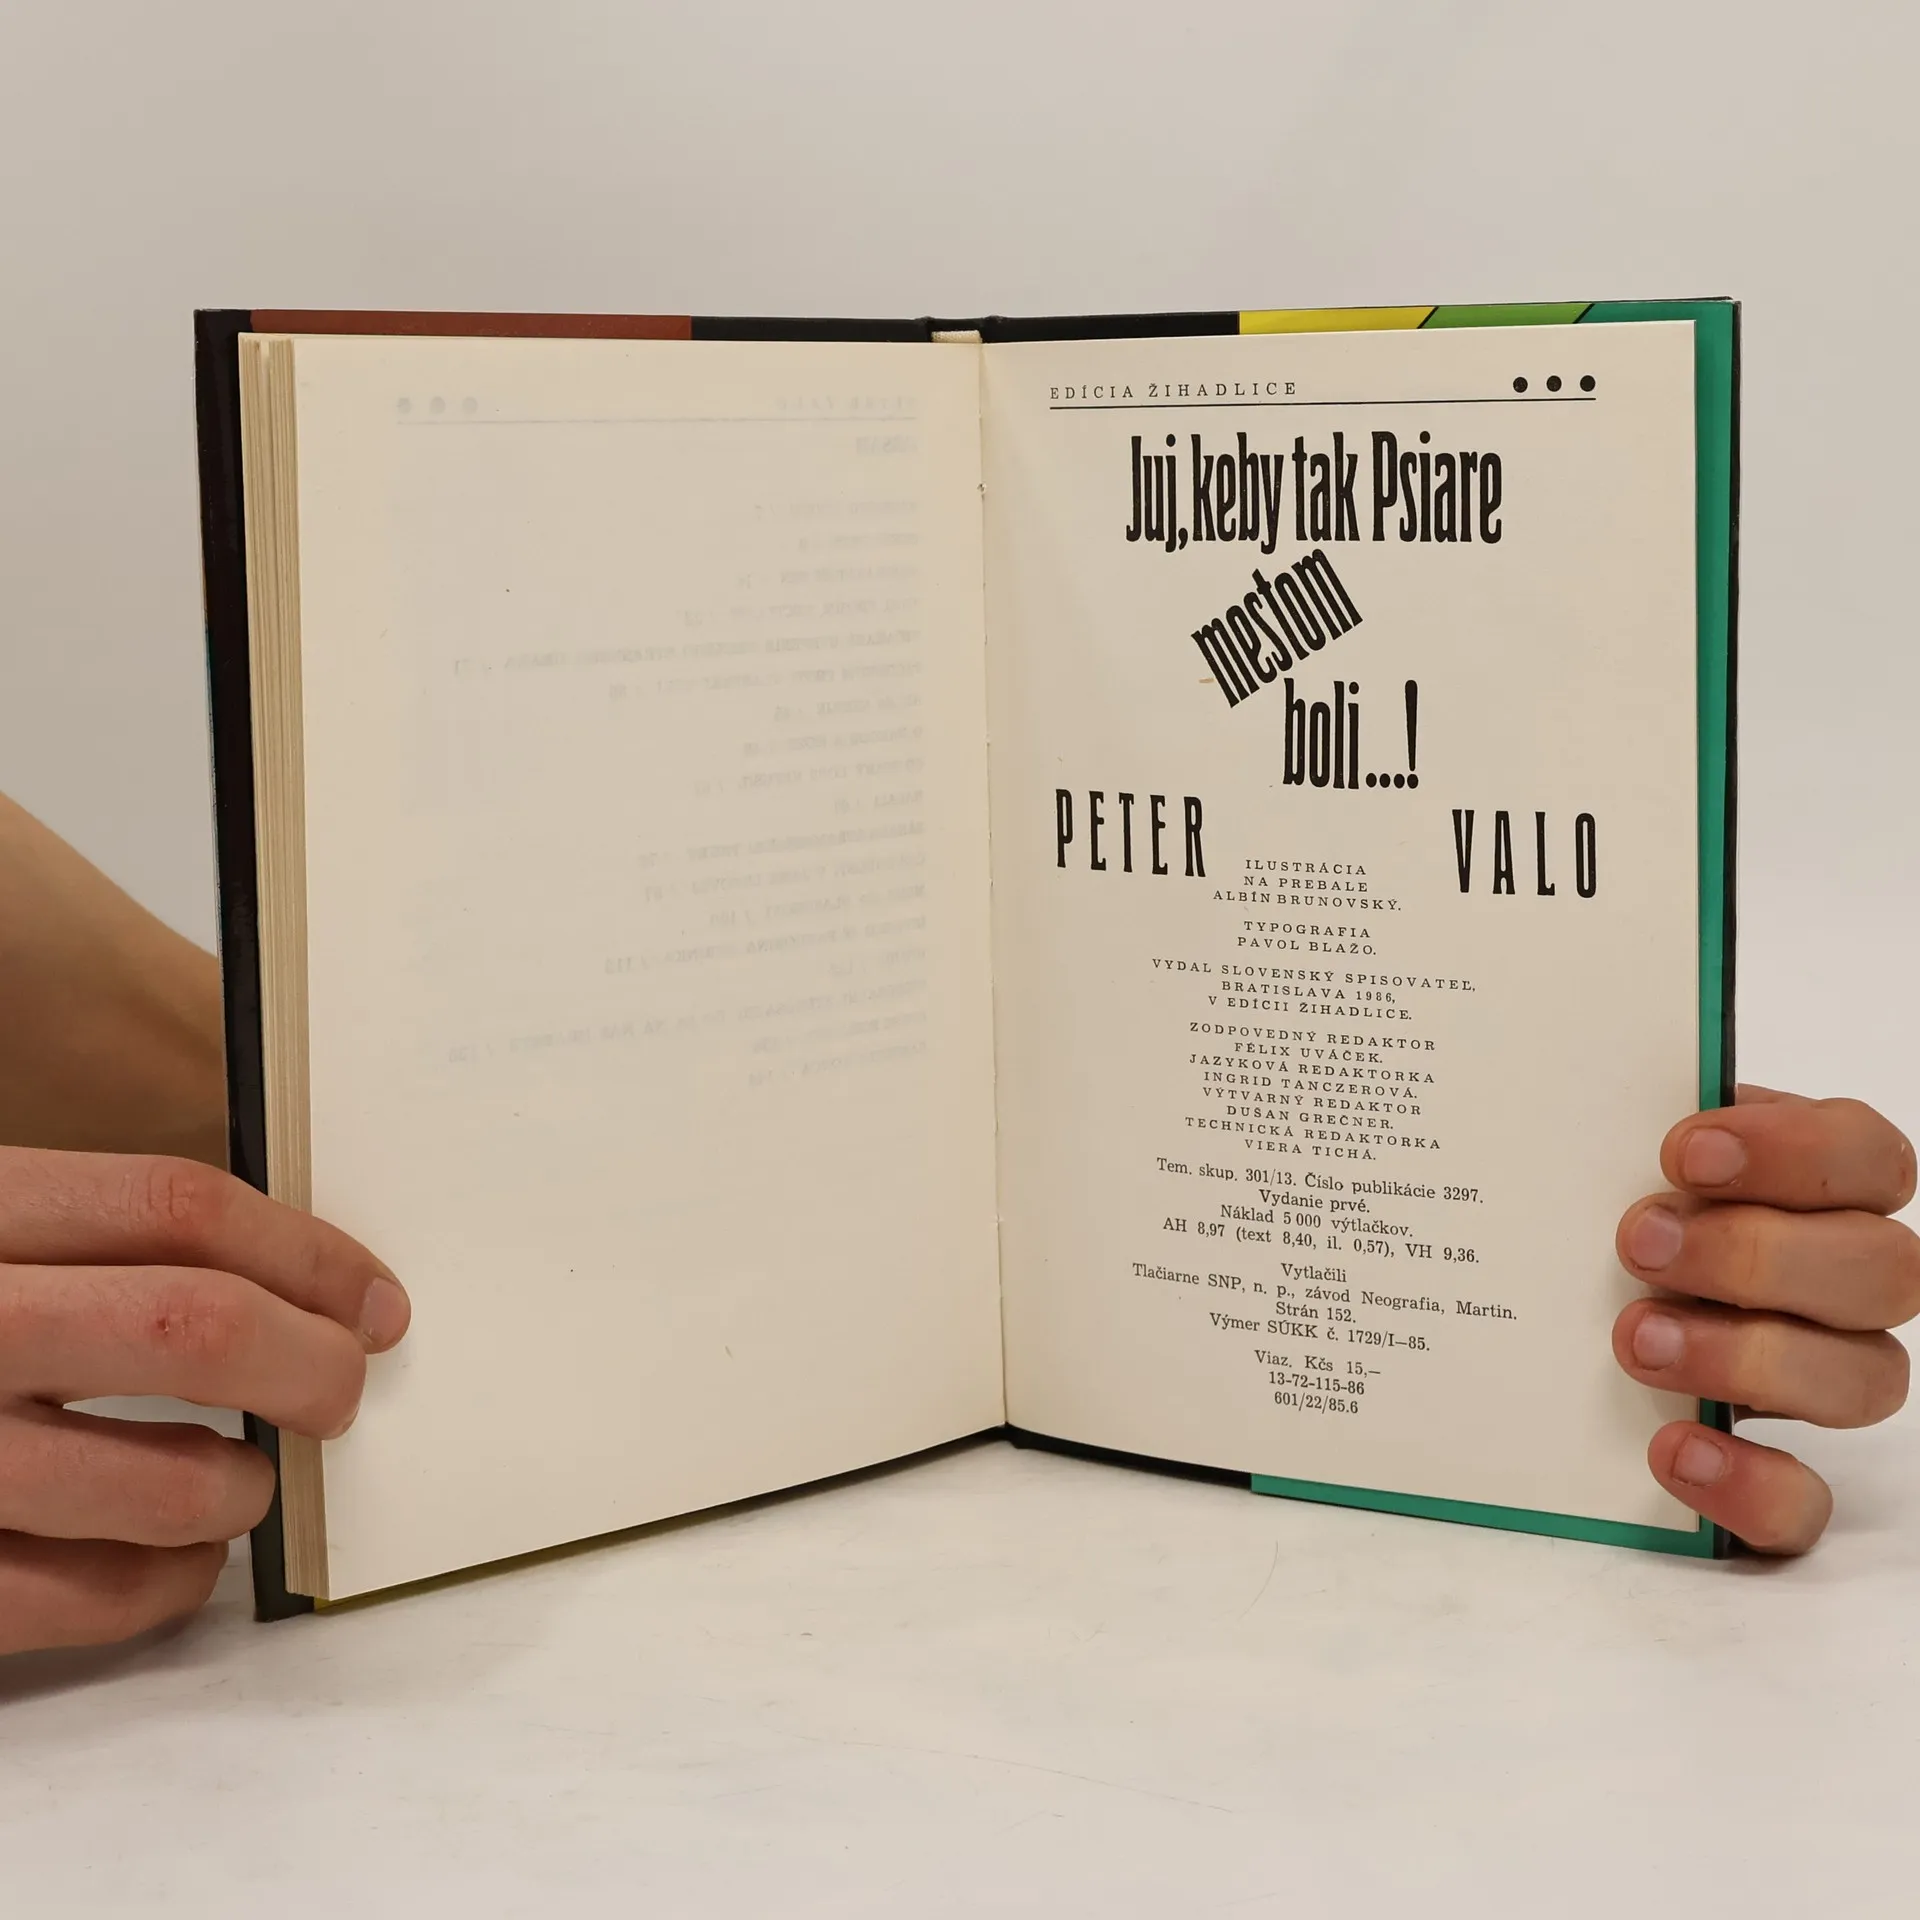 EDÍCIA ŽIHADLICE
Juj, keby tak Psiare
mestom
boli...!
PETER VALO
ILUSTRÁCIA
NA PREBALE
ALBÍN BRUNOVSKÝ.
TYPOGRAFIA
PAVOL BLAŽO.
VYDAL SLOVENSKÝ SPISOVATEĽ,
BRATISLAVA 1986,
V EDÍCII ŽIHADLICE.
ZODPOVEDNÝ REDAKTOR
FÉLIX UVÁČEK.
JAZYKOVÁ REDAKTORKA
INGRID TANCZEROVÁ.
VÝTVARNÝ REDAKTOR
DUŠAN GREČNER.
TECHNICKÁ REDAKTORKA
VIERA TICHÁ.
Tem. skup. 301/13. Číslo publikácie 3297.
Vydanie prvé.
Náklad 5 000 výtlačkov.
AH 8,97 (text 8,40, il. 0,57), VH 9,36.
Vytlačili
Tlačiarne SNP, n. p., závod Neografia, Martin.
Strán 152.
Výmer SÚKK č. 1729/I—85.
Viaz. Kčs 15,—
13-72-115-86
601/22/85.6